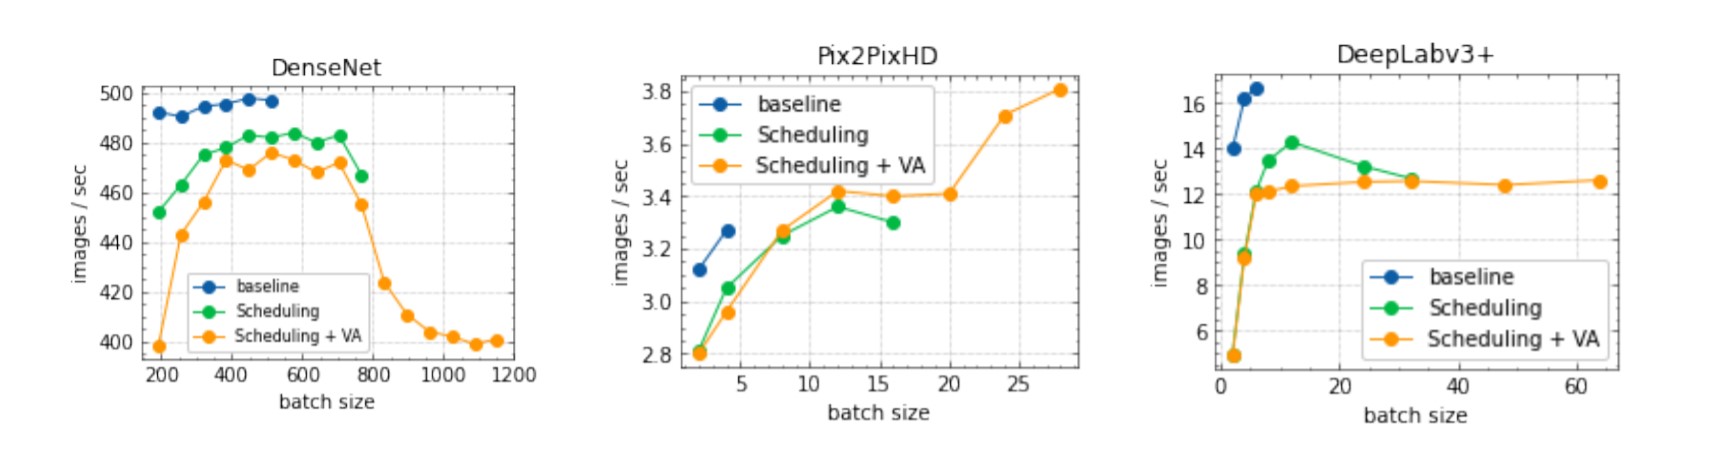 DenseNet
500
480
460
440
420
400
images / sec
baseline
Scheduling
Scheduling + VA
200 400 600 800 1000 1200
batch size
Pix2PixHD
3.8
3.6
3.4
3.2
3.0
2.8
images / sec
baseline
Scheduling
Scheduling + VA
5 10 15 20 25
batch size
DeepLabv3+
16
14
12
10
8
6
images / sec
baseline
Scheduling
Scheduling + VA
0 20 40 60
batch size